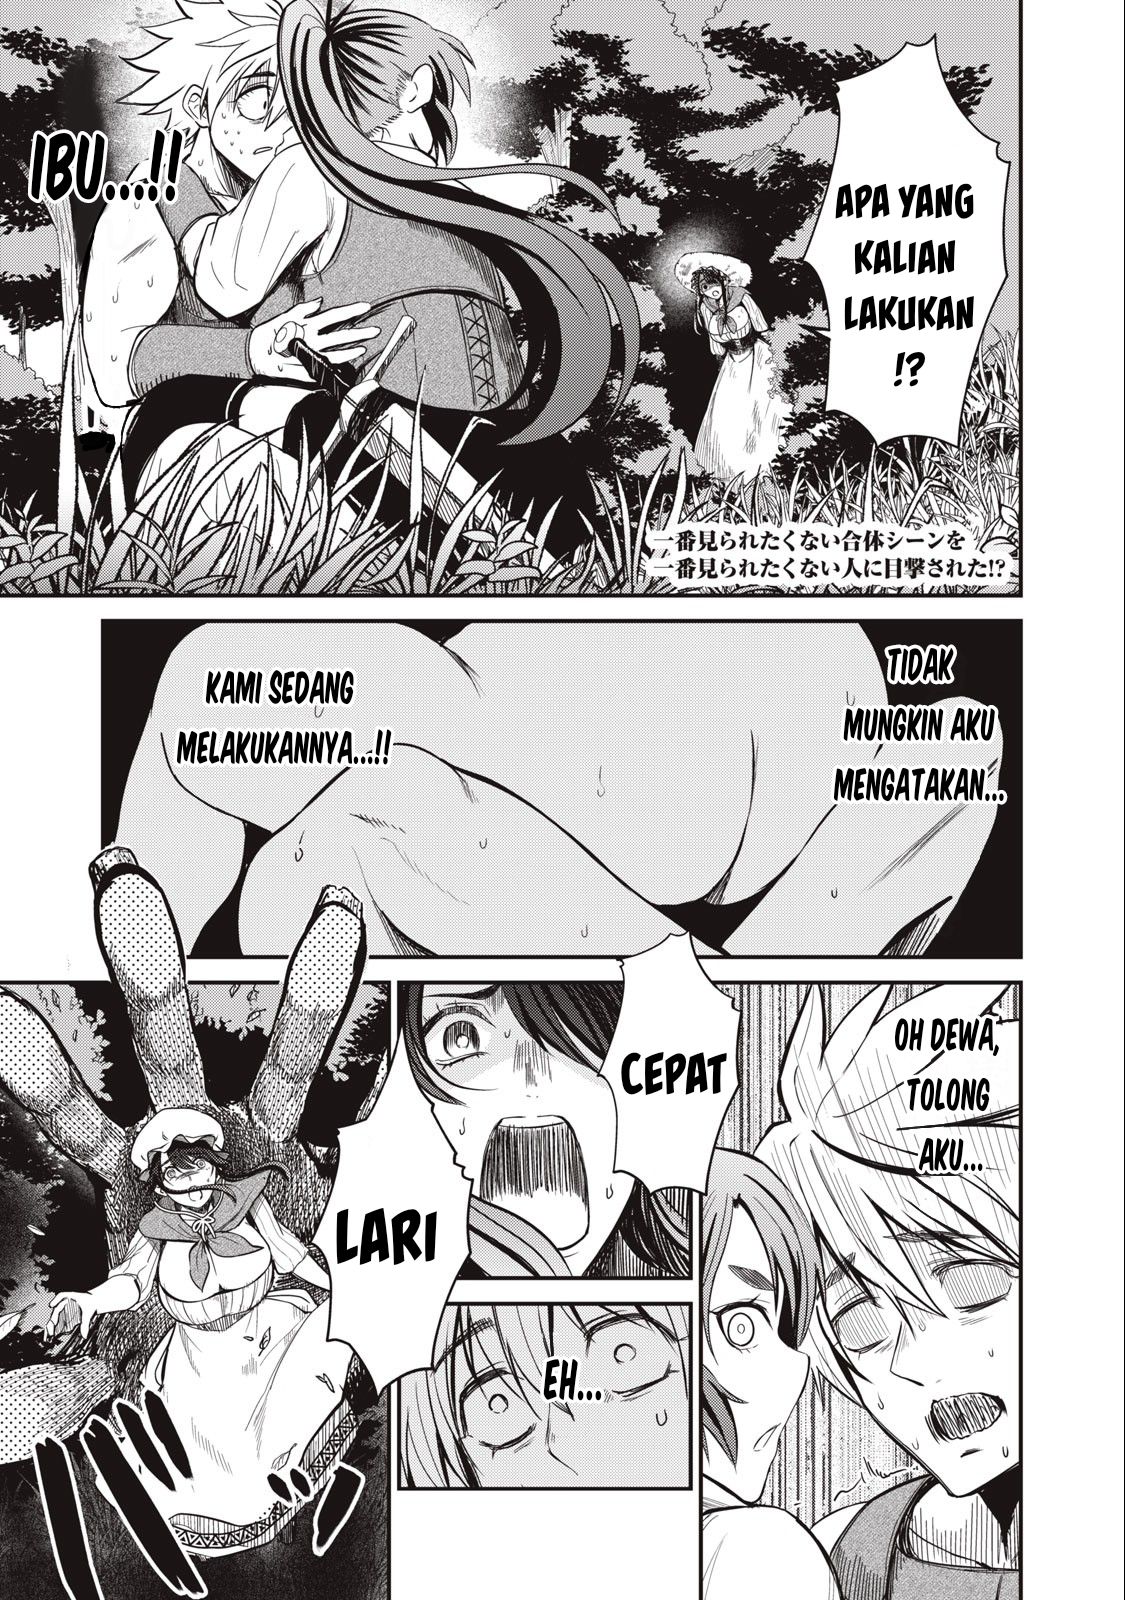 APA YANG
KALIAN
LAKUKAN
!?
IBU....!!
一番見られたくない合体シーンを
一番見られたくない人に目撃された!?
TIDAK
MUNGKIN AKU
MENGATAKAN...
KAMI SEDANG
MELAKUKANNYA...!!
OH DEWA,
TOLONG
AKU...
CEPAT
LARI
EH...